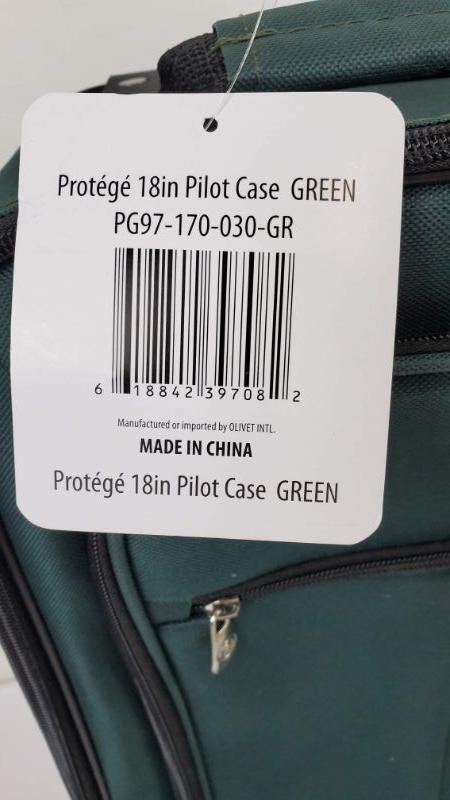 Protégé 18in Pilot Case GREEN
PG97-170-030-GR
6 18842 39708 2
Manufactured or imported by OLIVET INTL.
MADE IN CHINA
Protégé 18in Pilot Case GREEN